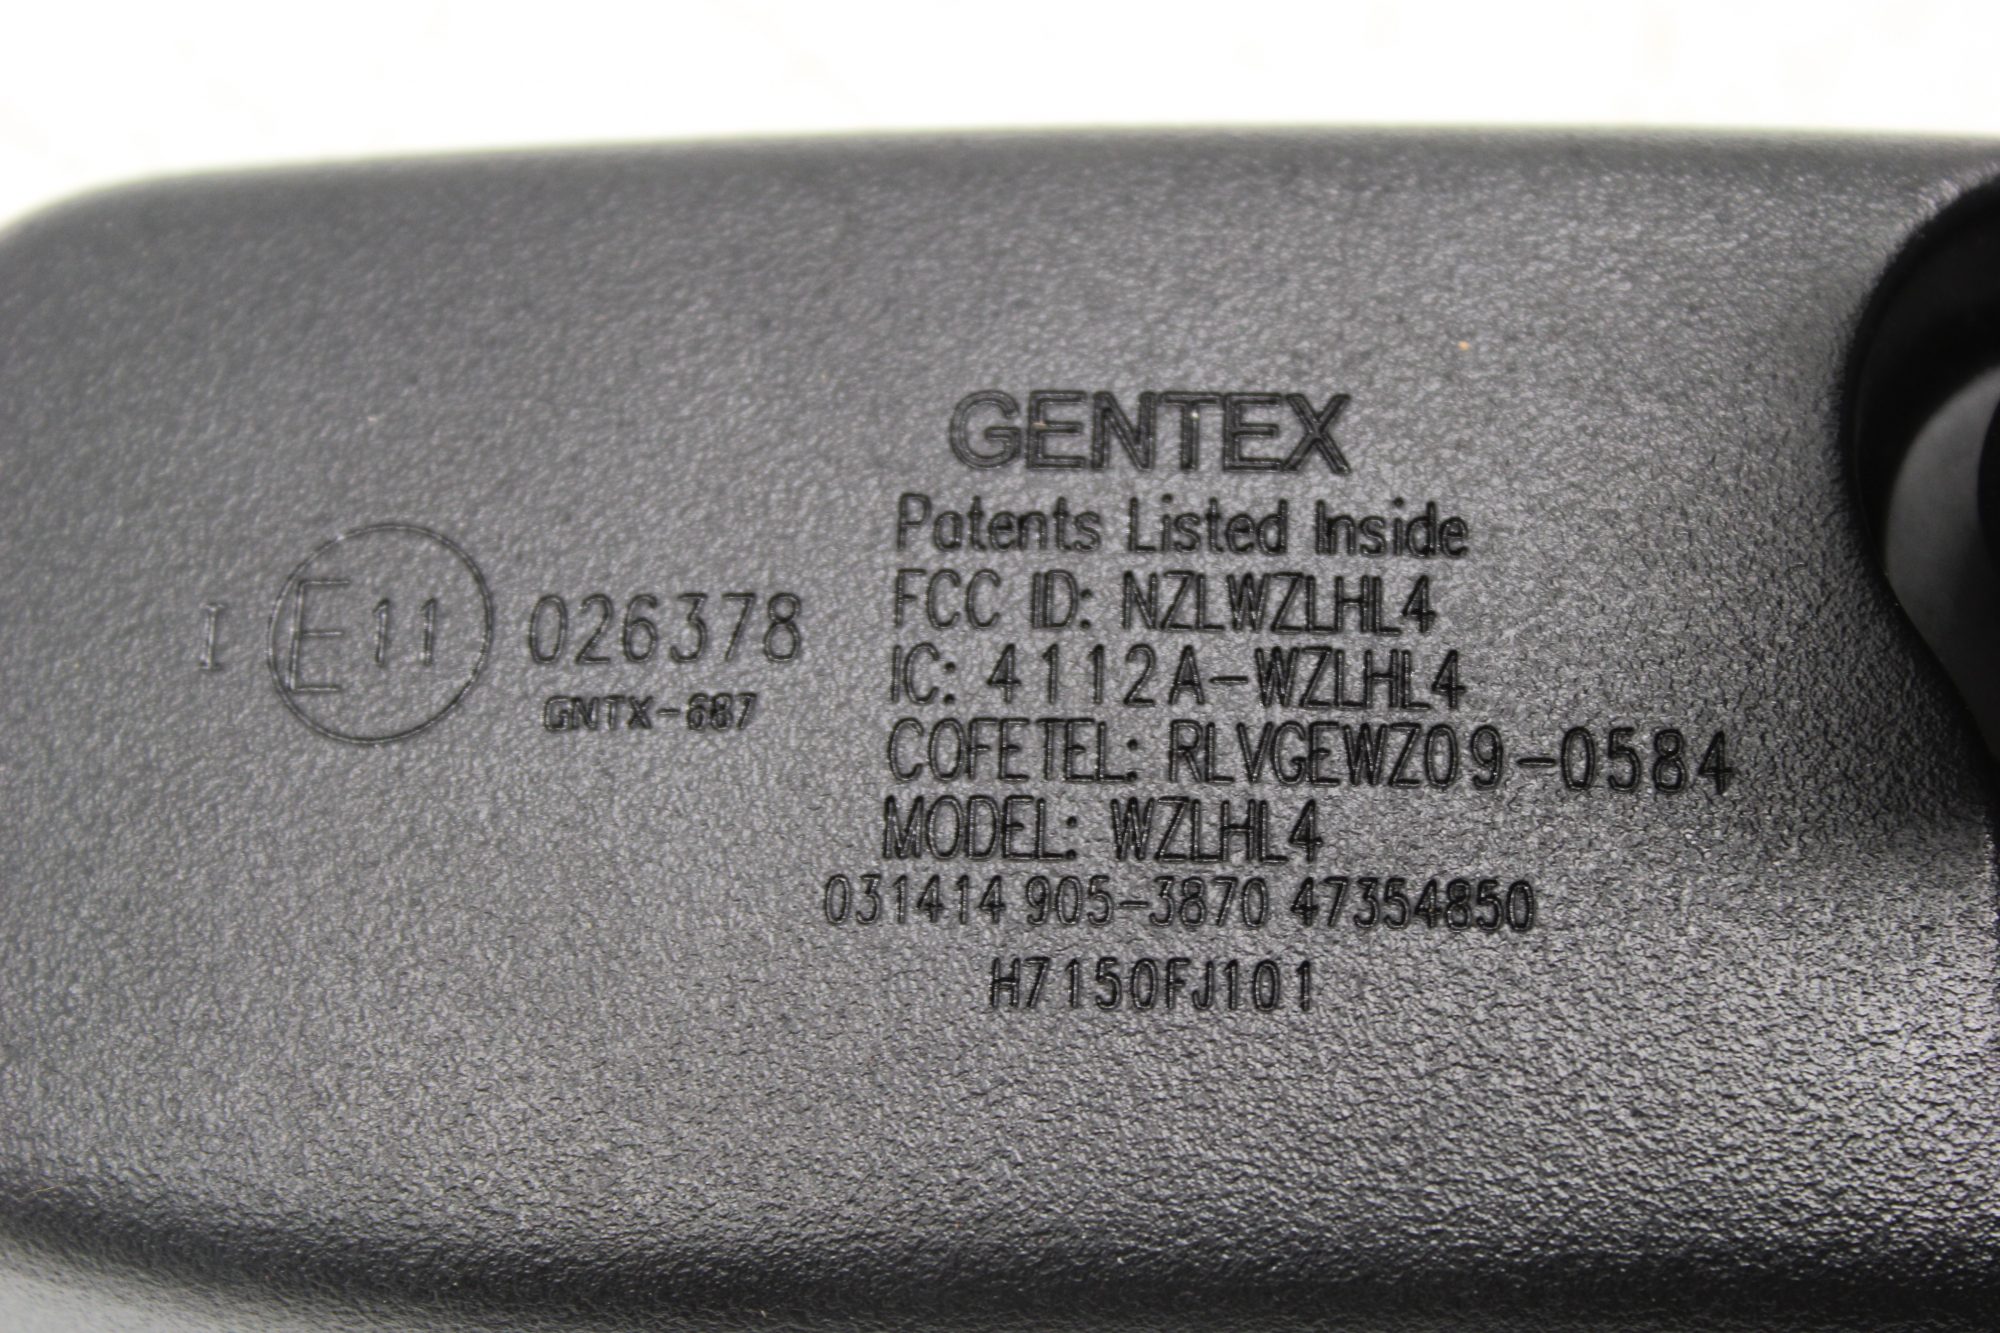 GENTEX
Patents Listed Inside
FCC ID: NZLWZLHL4
IC: 4112A-WZLHL4
COFETEL: RLVGEWZ09-0584
MODEL: WZLHL4
031414 905-3870 47354850
H7150FJ101
I E11 026378
GNTX-687